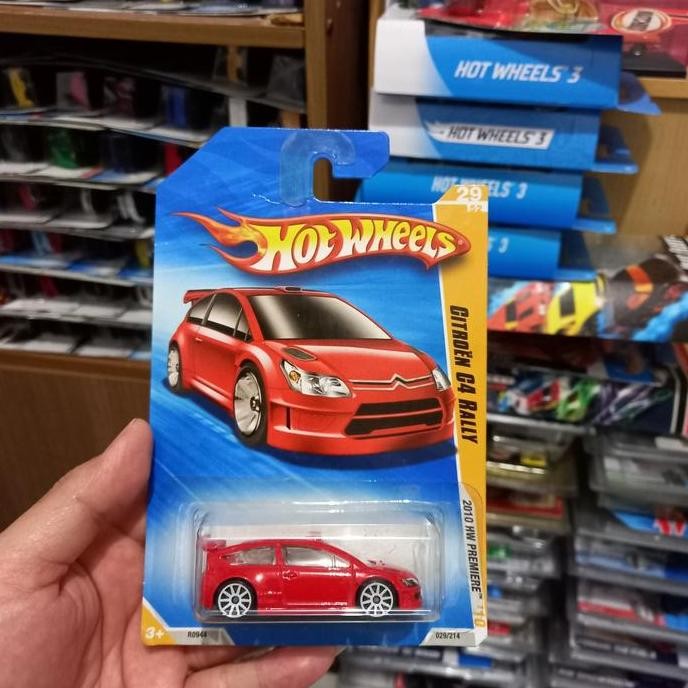 HOT WHEELS 3
HOT WHEELS 3
HOT WHEELS 3
3
29
HOT WHEELS
CITROËN C4 RALLY
2010 HW PREMIERE™ '10
3+
R0944
029/214